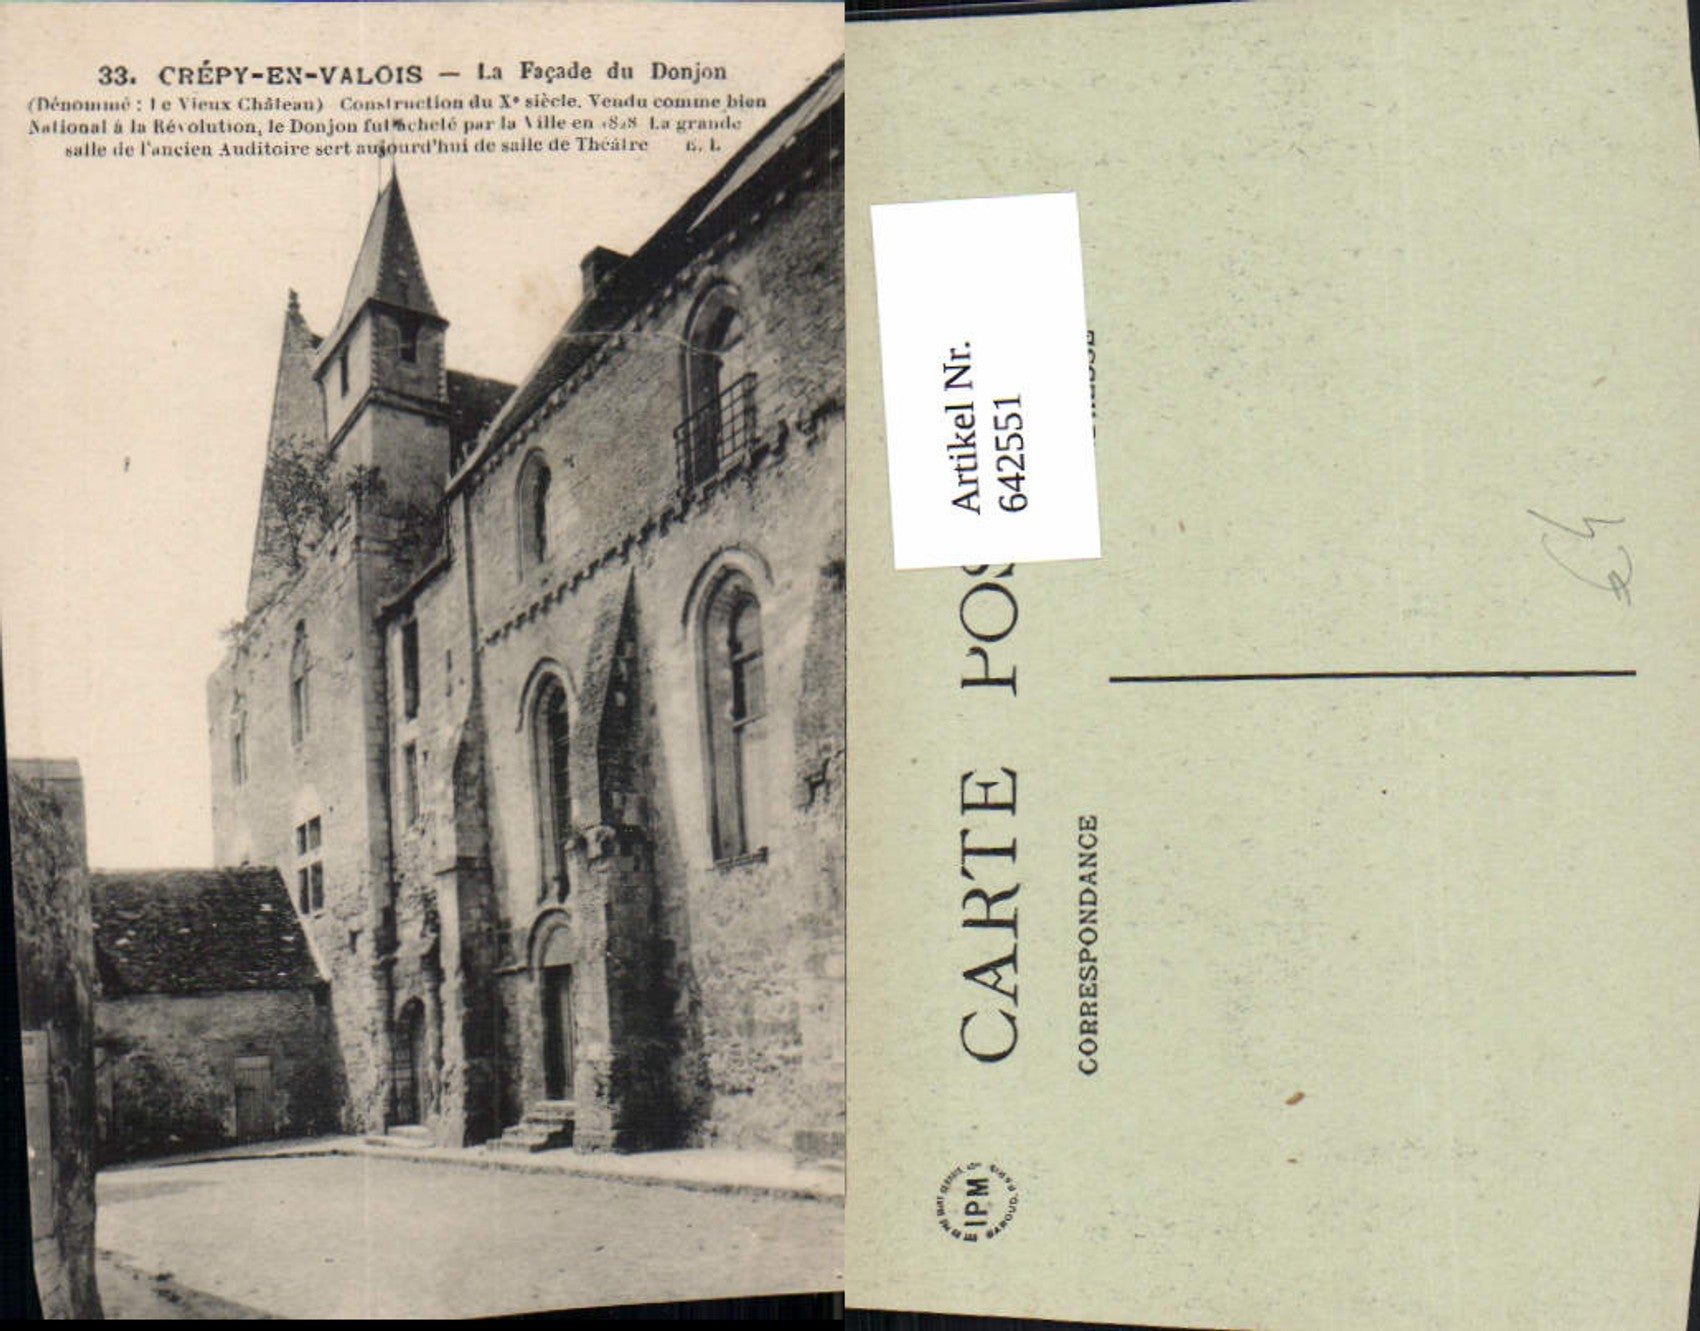 33. CRÉPY-EN-VALOIS — La Façade du Donjon
(Dénommé : Le Vieux Château) Construction du Xe siècle. Vendu comme bien
National à la Révolution, le Donjon fut acheté par la Ville en 1828 La grande
salle de l'ancien Auditoire sert aujourd'hui de salle de Théâtre
Artikel Nr.
642551
CARTE POS
CORRESPONDANCE
IPM
64